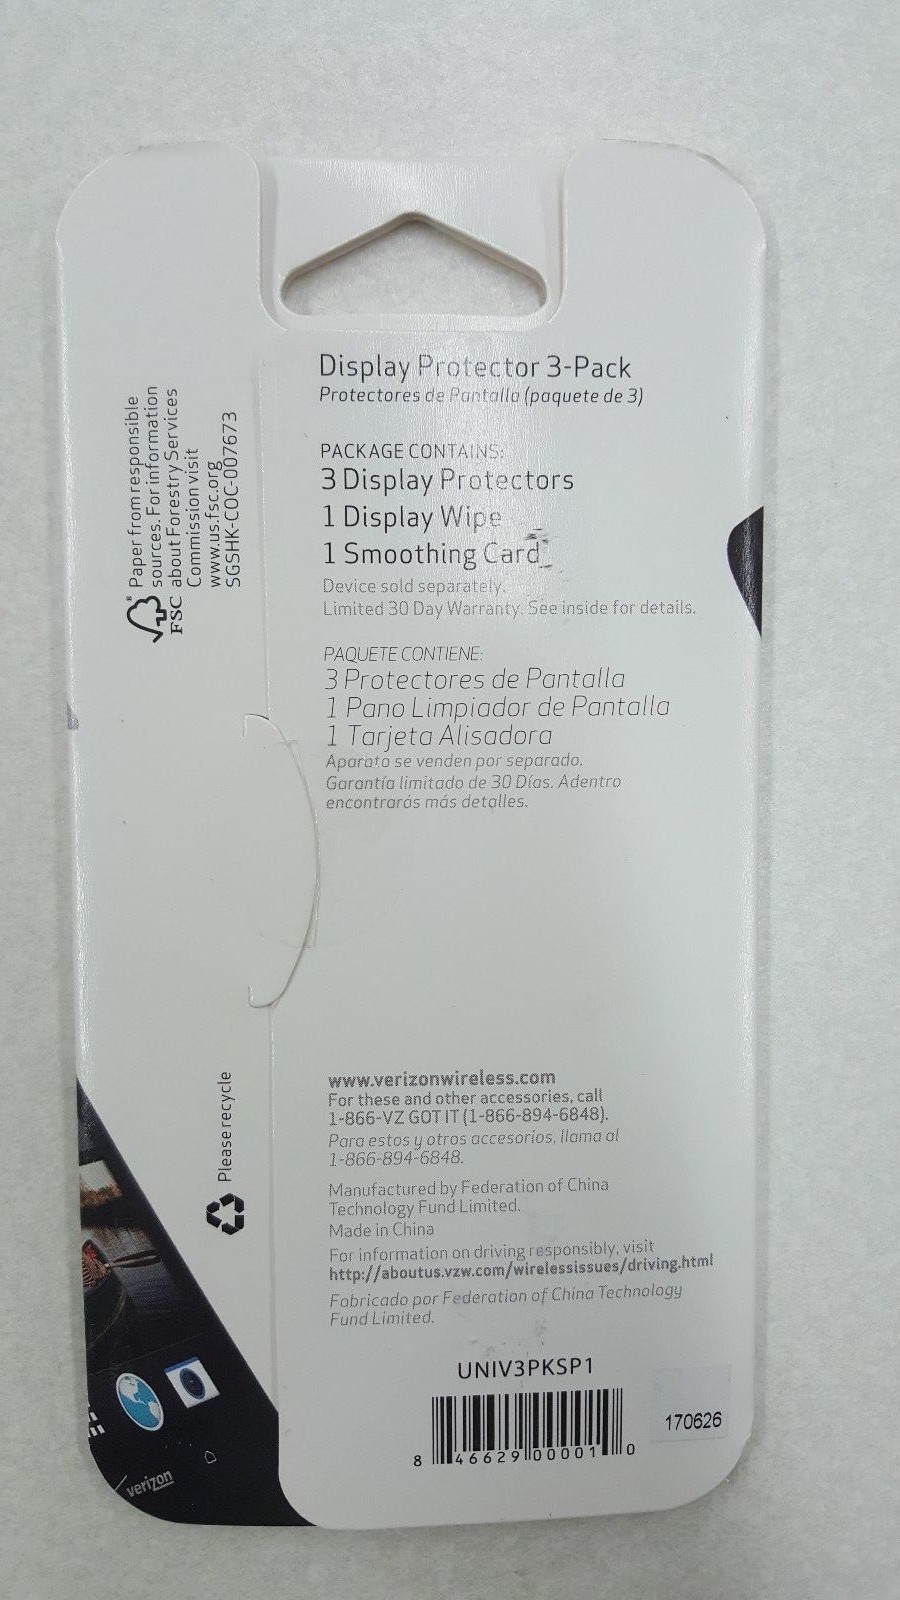 Display Protector 3-Pack
Protectores de Pantalla (paquete de 3)
PACKAGE CONTAINS:
3 Display Protectors
1 Display Wipe
1 Smoothing Card
Device sold separately.
Limited 30 Day Warranty. See inside for details.
PAQUETE CONTIENE:
3 Protectores de Pantalla
1 Pano Limpiador de Pantalla
1 Tarjeta Alisadora
Aparato se venden por separado.
Garantía limitado de 30 Días. Adentro
encontrarás más detalles.
www.verizonwireless.com
For these and other accessories, call
1-866-VZ GOT IT (1-866-894-6848).
Para estos y otros accesorios, llama al
1-866-894-6848.
Manufactured by Federation of China
Technology Fund Limited.
Made in China
For information on driving responsibly, visit
http://aboutus.vzw.com/wirelessissues/driving.html
Fabricado por Federation of China Technology
Fund Limited.
UNIV3PKSP1
8 46629 00001 0
170626
FSC®
Paper from responsible
sources. For information
about Forestry Services
Commission visit
www.us.fsc.org
SGSHK-COC-007673
Please recycle
verizon